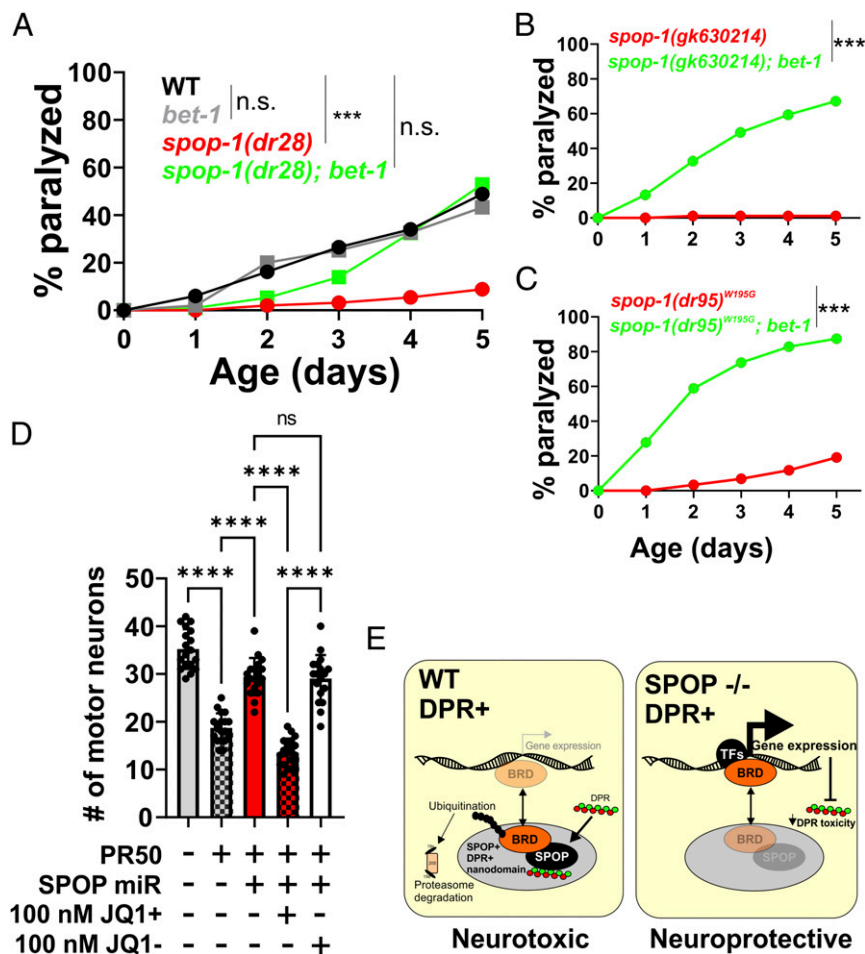 A
% paralyzed
100
80
60
40
20
0
0 1 2 3 4 5
Age (days)
WT
bet-1
spop-1(dr28)
spop-1(dr28); bet-1
n.s.
***
n.s.
B
% paralyzed
100
80
60
40
20
0
0 1 2 3 4 5
spop-1(gk630214)
spop-1(gk630214); bet-1
***
C
% paralyzed
100
80
60
40
20
0
0 1 2 3 4 5
Age (days)
spop-1(dr95)W195G
spop-1(dr95)W195G; bet-1
***
D
ns
****
****
**** ****
# of motor neurons
50
40
30
20
10
0
PR50 - + + + +
SPOP miR - - + + +
100 nM JQ1+ - - - + -
100 nM JQ1- - - - - +
E
WT
DPR+
Gene expression
BRD
Ubiquitination
DPR
BRD
SPOP+
DPR+
nanodomain
SPOP
Proteasome
degradation
Neurotoxic
SPOP -/-
DPR+
TFs
Gene expression
BRD
DPR toxicity
BRD
SPOP
Neuroprotective